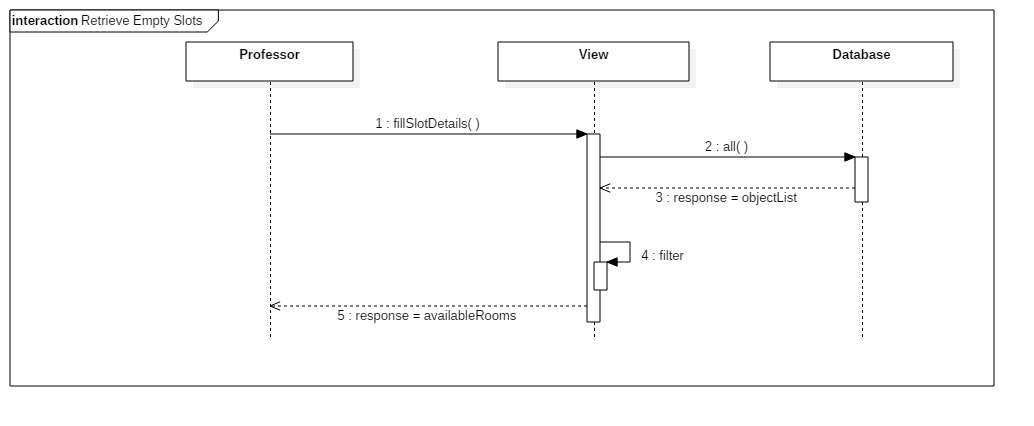 interaction Retrieve Empty Slots
Professor
View
Database
1 : fillSlotDetails( )
2 : all( )
3 : response = objectList
4 : filter
5 : response = availableRooms